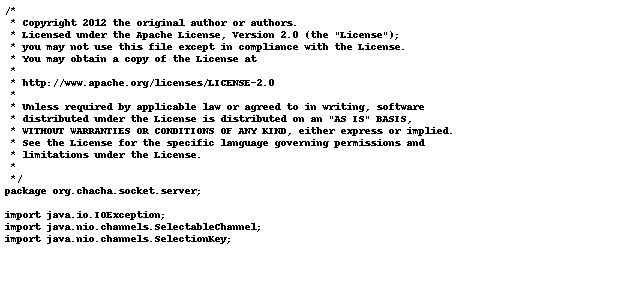 /*
 * Copyright 2012 the original author or authors.
 * Licensed under the Apache License, Version 2.0 (the "License");
 * you may not use this file except in compliance with the License.
 * You may obtain a copy of the License at
 *
 * http://www.apache.org/licenses/LICENSE-2.0
 *
 * Unless required by applicable law or agreed to in writing, software
 * distributed under the License is distributed on an "AS IS" BASIS,
 * WITHOUT WARRANTIES OR CONDITIONS OF ANY KIND, either express or implied.
 * See the License for the specific language governing permissions and
 * limitations under the License.
 *
 */
package org.chacha.socket.server;

import java.io.IOException;
import java.nio.channels.SelectableChannel;
import java.nio.channels.SelectionKey;